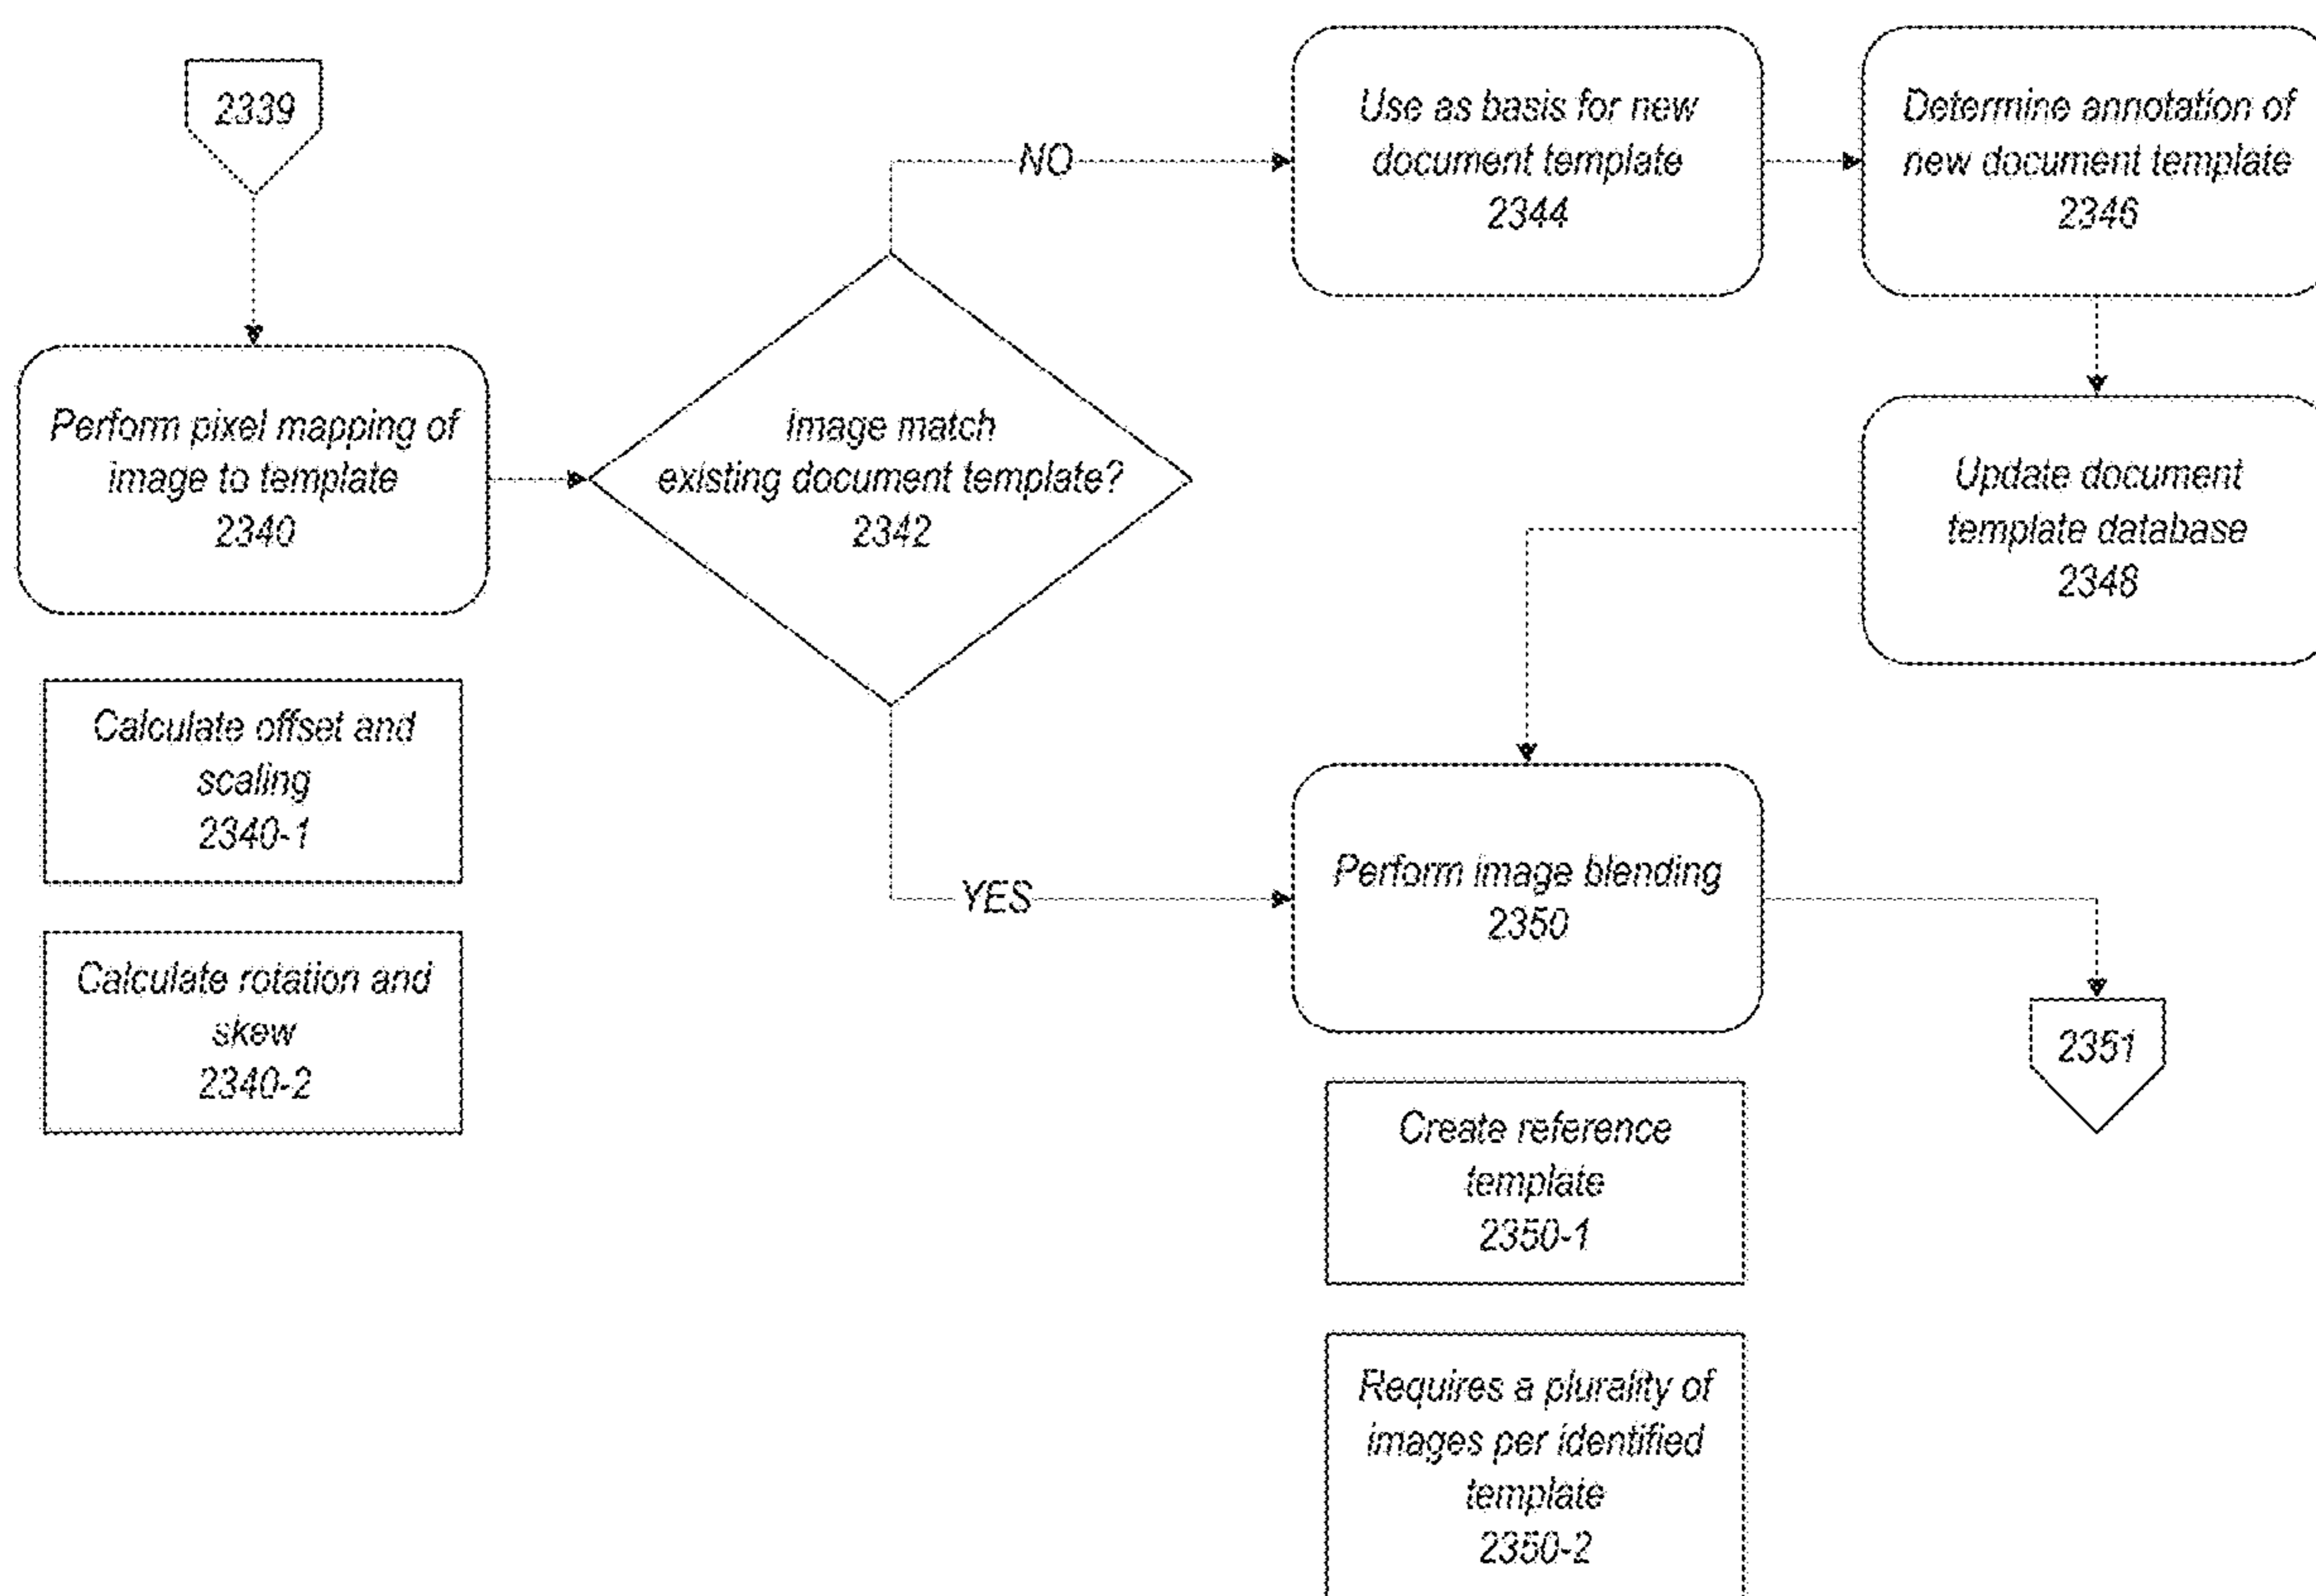 2339
Perform pixel mapping of
image to template
2340
Calculate offset and
scaling
2340-1
Calculate rotation and
skew
2340-2
Image match
existing document template?
2342
NO
YES
Use as basis for new
document template
2344
Determine annotation of
new document template
2346
Update document
template database
2348
Perform image blending
2350
Create reference
template
2350-1
Requires a plurality of
images per identified
template
2350-2
2351